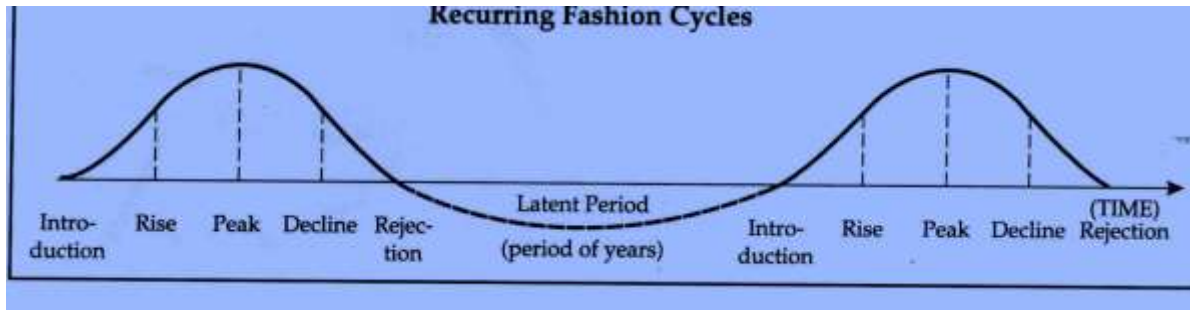 Recurring Fashion Cycles
Latent Period
(period of years)
Intro-
duction
Rise
Peak
Decline
Rejec-
tion
Intro-
duction
Rise
Peak
Decline
(TIME)
Rejection